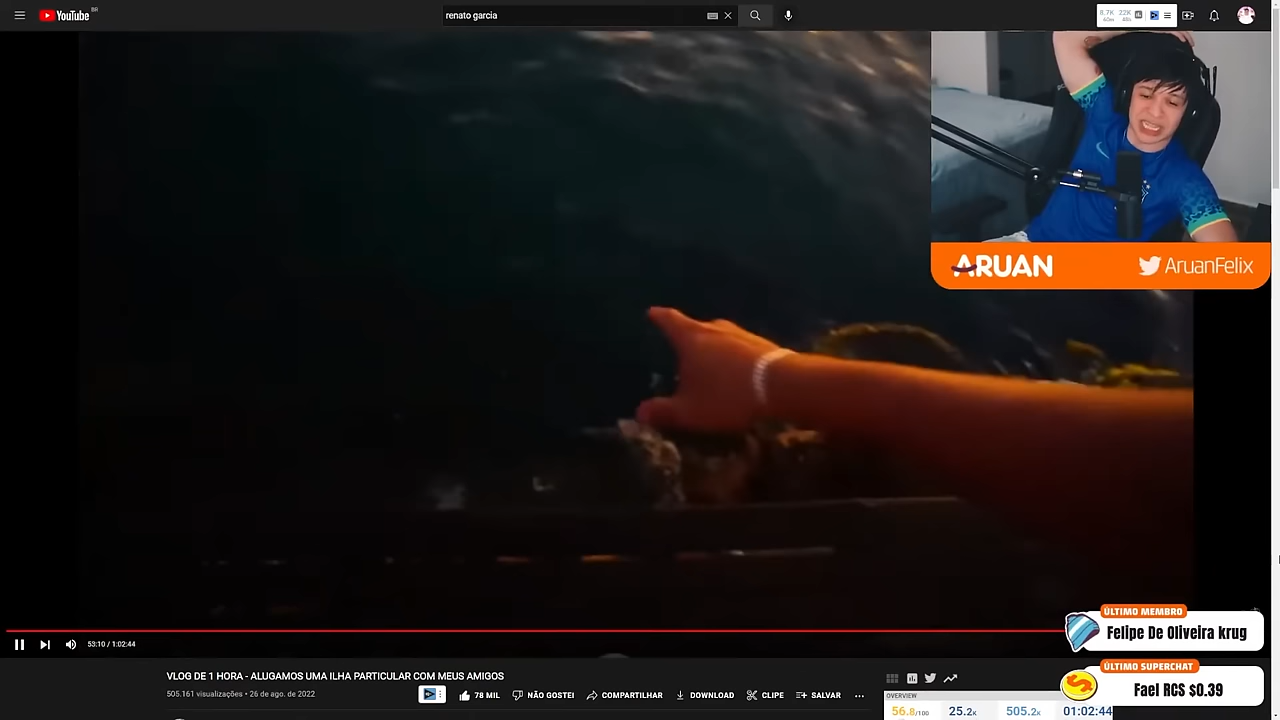 YouTube BR
renato garcia
8.7K 22K
ARUAN
AruanFelix
ÚLTIMO MEMBRO
Felipe De Oliveira krug
53:10 / 1:02:44
ÚLTIMO SUPERCHAT
Fael RCS $0.39
VLOG DE 1 HORA - ALUGAMOS UMA ILHA PARTICULAR COM MEUS AMIGOS
505.161 visualizações • 26 de ago. de 2022
78 MIL
NÃO GOSTEI
COMPARTILHAR
DOWNLOAD
CLIPE
SALVAR
OVERVIEW
56.8/100 25.2K 505.2K 01:02:44